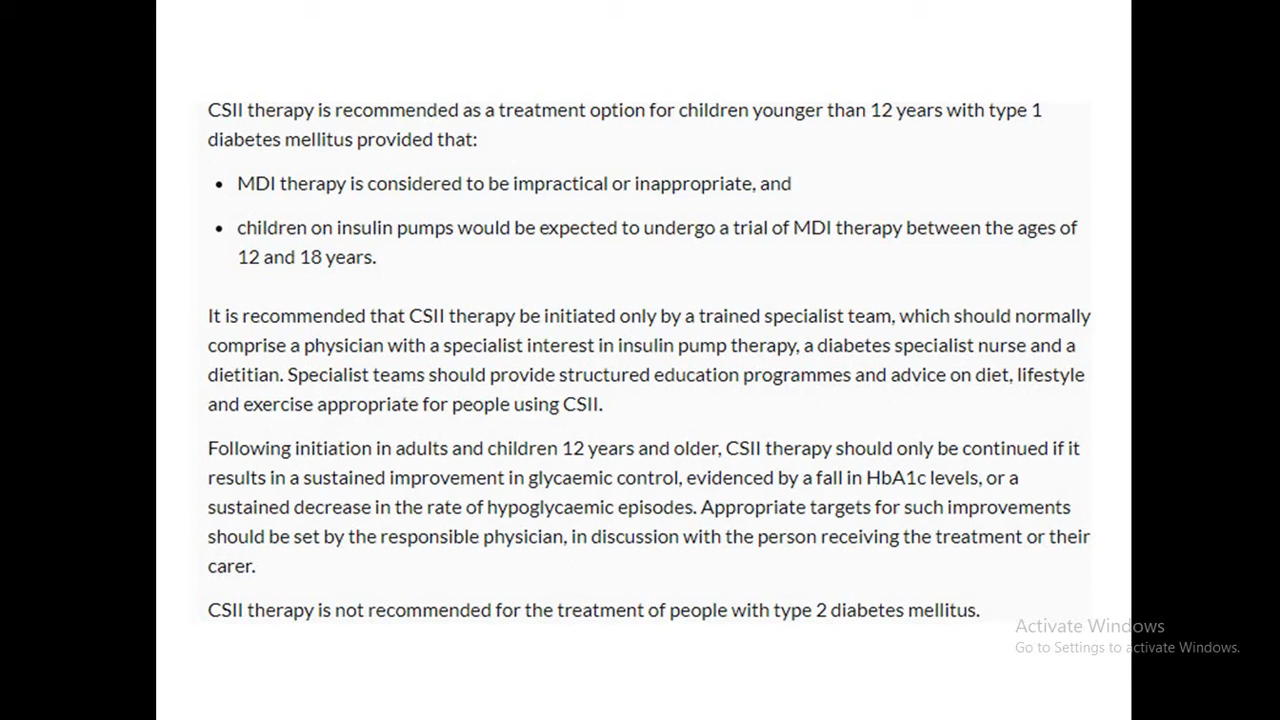 CSII therapy is recommended as a treatment option for children younger than 12 years with type 1
diabetes mellitus provided that:
• MDI therapy is considered to be impractical or inappropriate, and
• children on insulin pumps would be expected to undergo a trial of MDI therapy between the ages of
12 and 18 years.
It is recommended that CSII therapy be initiated only by a trained specialist team, which should normally
comprise a physician with a specialist interest in insulin pump therapy, a diabetes specialist nurse and a
dietitian. Specialist teams should provide structured education programmes and advice on diet, lifestyle
and exercise appropriate for people using CSII.
Following initiation in adults and children 12 years and older, CSII therapy should only be continued if it
results in a sustained improvement in glycaemic control, evidenced by a fall in HbA1c levels, or a
sustained decrease in the rate of hypoglycaemic episodes. Appropriate targets for such improvements
should be set by the responsible physician, in discussion with the person receiving the treatment or their
carer.
CSII therapy is not recommended for the treatment of people with type 2 diabetes mellitus.
Activate Windows
Go to Settings to activate Windows.